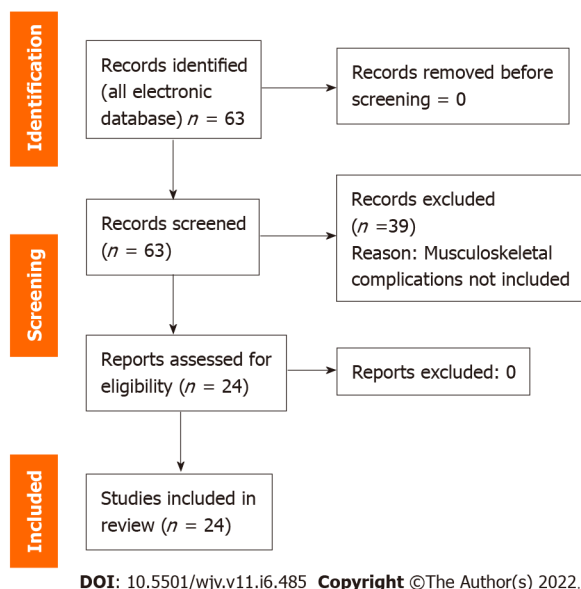 Identification
Records identified
(all electronic
database) n = 63
Records removed before
screening = 0
Screening
Records screened
(n = 63)
Records excluded
(n =39)
Reason: Musculoskeletal
complications not included
Reports assessed for
eligibility (n = 24)
Reports excluded: 0
Included
Studies included in
review (n = 24)
DOI: 10.5501/wjv.v11.i6.485 Copyright ©The Author(s) 2022.